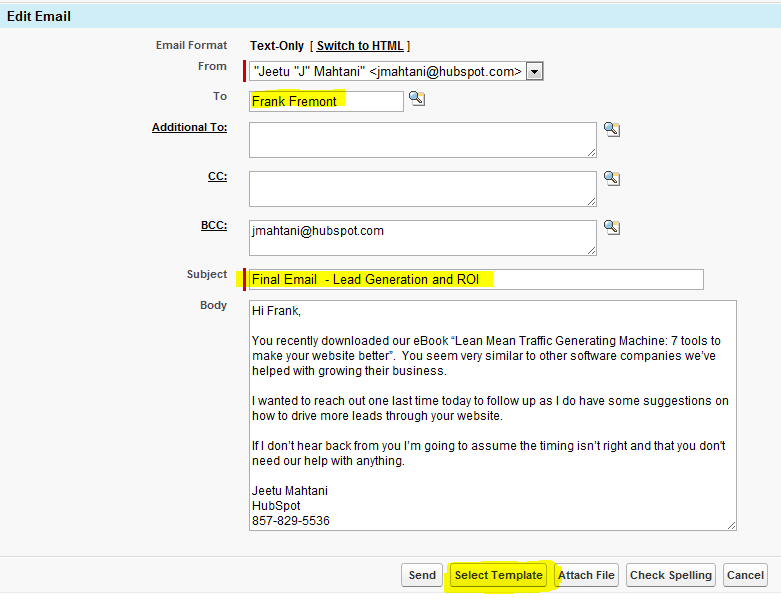 Edit Email
Email Format Text-Only [ Switch to HTML ]
From "Jeetu "J" Mahtani" <jmahtani@hubspot.com>
To Frank Fremont
Additional To:
CC:
BCC: jmahtani@hubspot.com
Subject Final Email  - Lead Generation and ROI
Body Hi Frank,
You recently downloaded our eBook “Lean Mean Traffic Generating Machine: 7 tools to
make your website better”.  You seem very similar to other software companies we’ve
helped with growing their business.
I wanted to reach out one last time today to follow up as I do have some suggestions on
how to drive more leads through your website.
If I don’t hear back from you I’m going to assume the timing isn’t right and that you don't
need our help with anything.
Jeetu Mahtani
HubSpot
857-829-5536
Send Select Template Attach File Check Spelling Cancel